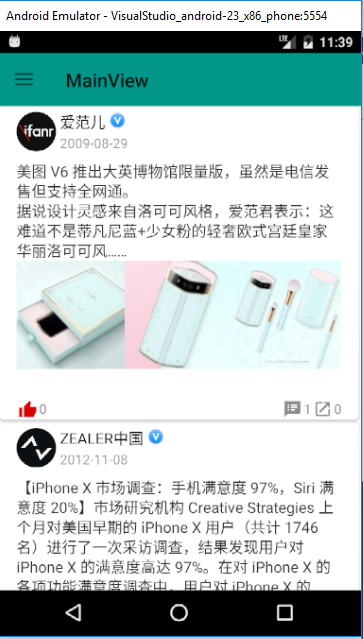 Android Emulator - VisualStudio_android-23_x86_phone:5554
LTE 11:39
MainView
ifanr 爱范儿
2009-08-29
美图 V6 推出大英博物馆限量版，虽然是电信发
售但支持全网通。
据说设计灵感来自洛可可风格，爱范君表示：这
难道不是蒂凡尼蓝+少女粉的轻奢欧式宫廷皇家
华丽洛可可风......
0 1 0
ZEALER中国
2012-11-08
【iPhone X 市场调查：手机满意度 97%，Siri 满
意度 20%】市场研究机构 Creative Strategies 上
个月对美国早期的 iPhone X 用户（共计 1746
名）进行了一次采访调查，结果发现用户对
iPhone X 的满意度高达 97%。在对 iPhone X 的
各项功能满意度调查中，用户对 iPhone X 的